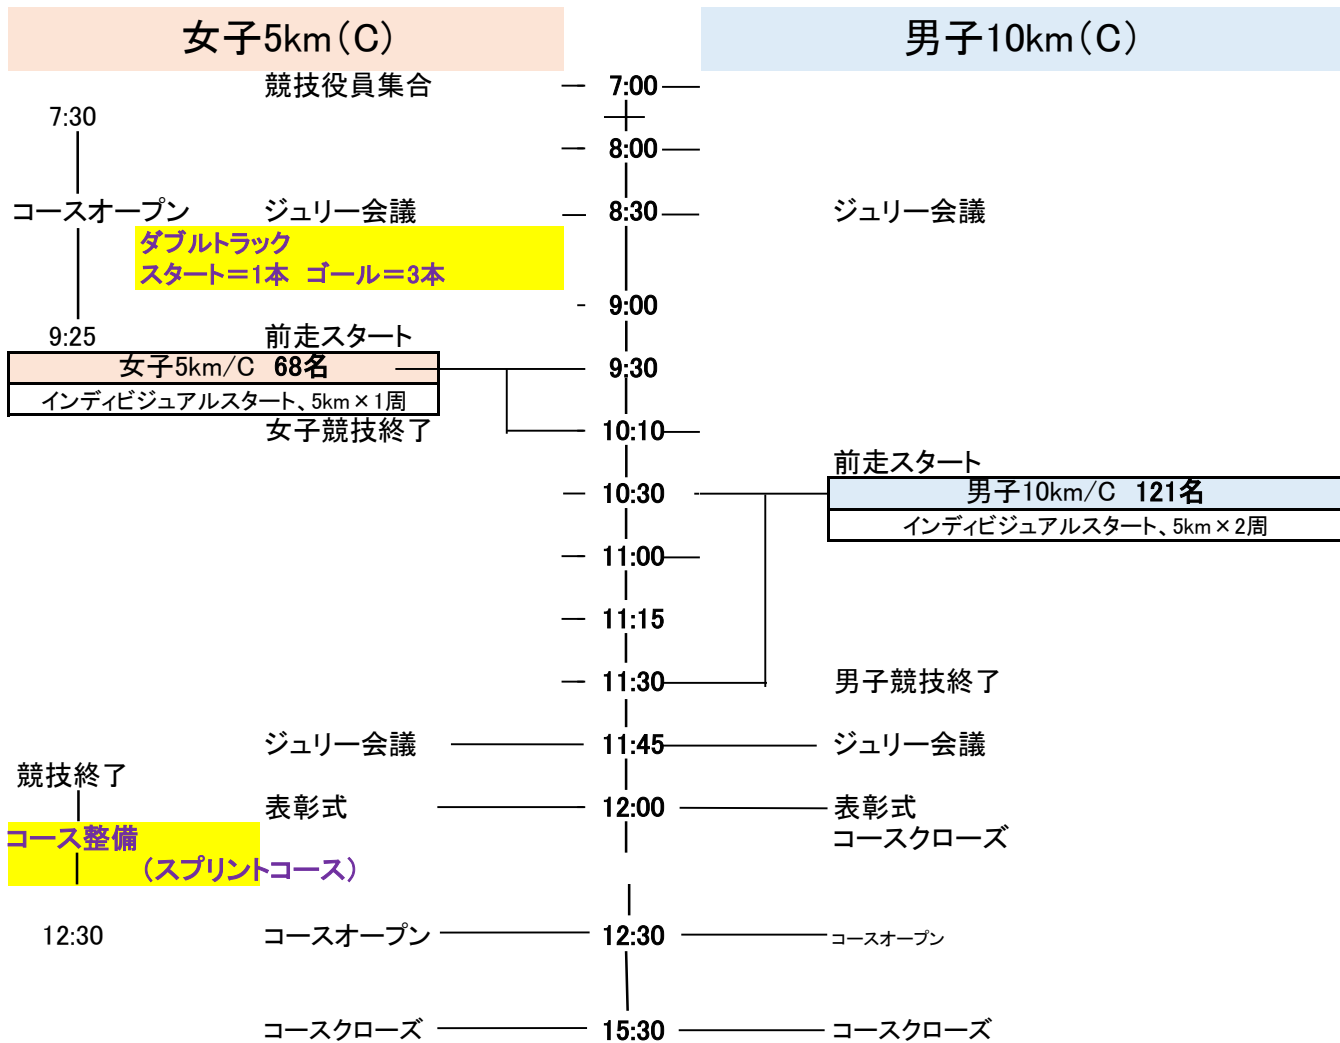 女子5km(C)
男子10km(C)
競技役員集合
7:00
7:30
8:00
コースオープン
ジュリー会議
8:30
ジュリー会議
ダブルトラック
スタート＝1本 ゴール＝3本
9:00
9:25
前走スタート
女子5km/C 68名
9:30
インディビジュアルスタート、5km×1周
女子競技終了
10:10
前走スタート
10:30
男子10km/C 121名
インディビジュアルスタート、5km×2周
11:00
11:15
11:30
男子競技終了
ジュリー会議
11:45
ジュリー会議
競技終了
表彰式
12:00
表彰式
コース整備
コースクローズ
(スプリントコース)
12:30
コースオープン
12:30
コースオープン
コースクローズ
15:30
コースクローズ